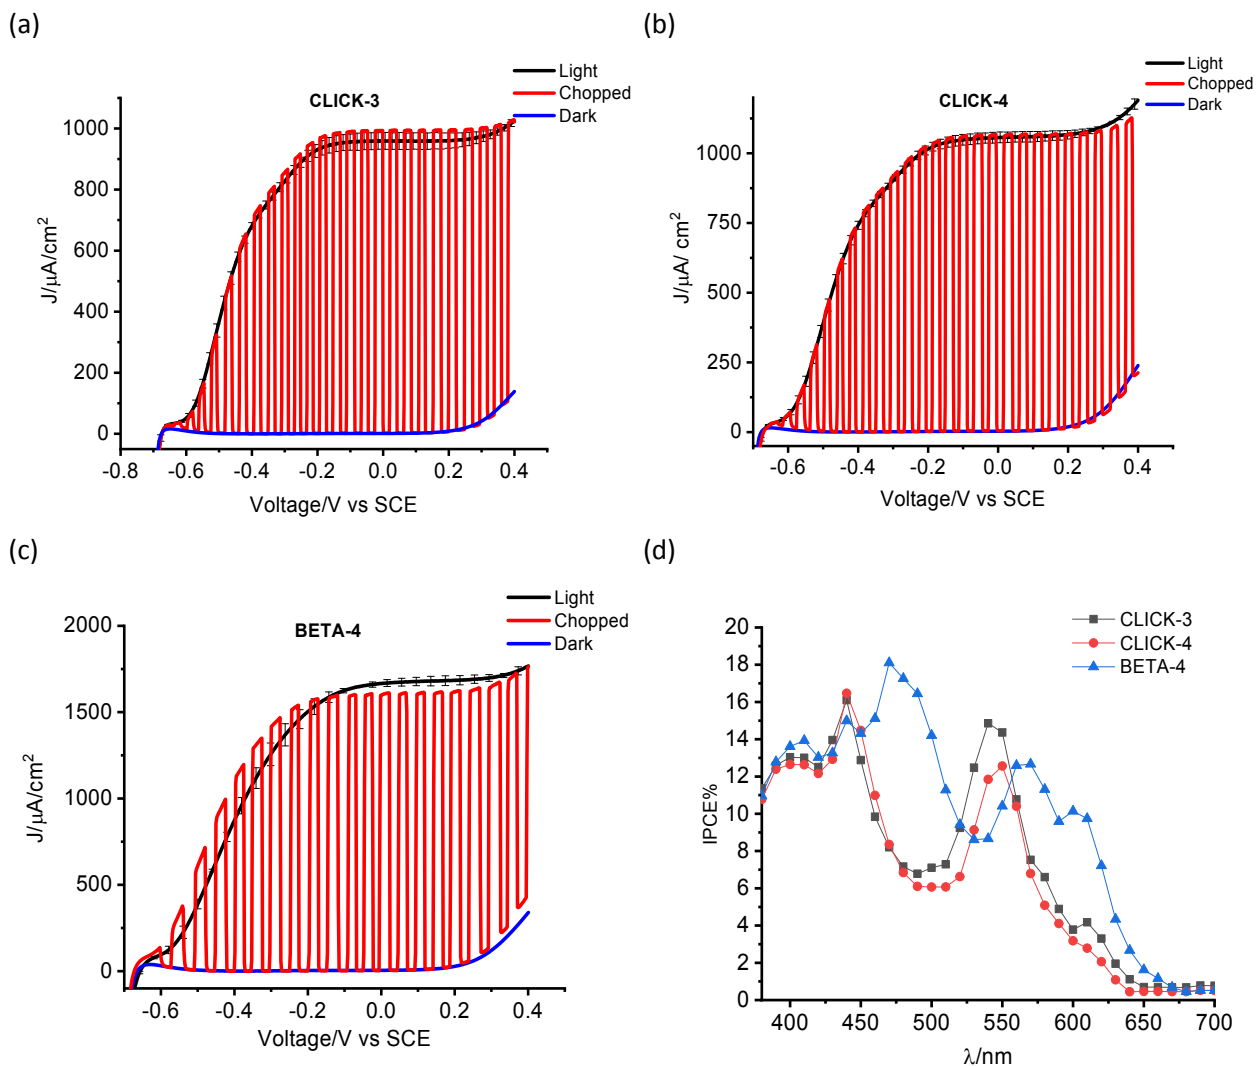 (a)
CLICK-3
Light
Chopped
Dark
J/μA/cm²
1000
800
600
400
200
0
-0.8 -0.6 -0.4 -0.2 0.0 0.2 0.4
Voltage/V vs SCE
(b)
CLICK-4
Light
Chopped
Dark
J/μA/ cm²
1000
750
500
250
0
-0.6 -0.4 -0.2 0.0 0.2 0.4
Voltage/V vs SCE
(c)
BETA-4
Light
Chopped
Dark
J/μA/cm²
2000
1500
1000
500
0
-0.6 -0.4 -0.2 0.0 0.2 0.4
Voltage/V vs SCE
(d)
CLICK-3
CLICK-4
BETA-4
IPCE%
20
18
16
14
12
10
8
6
4
2
0
400 450 500 550 600 650 700
λ/nm